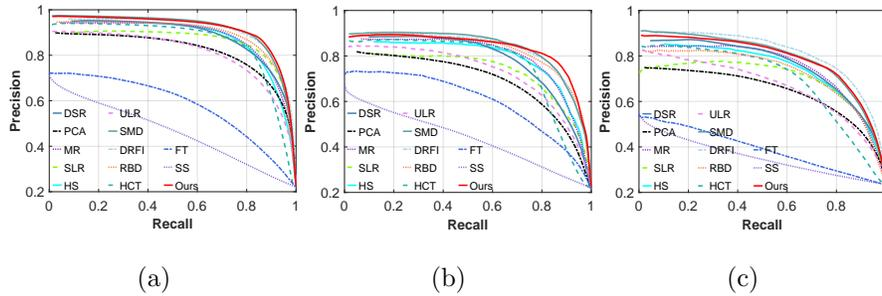 1
0.8
0.6
0.4
0.2
Precision
DSR
PCA
MR
SLR
HS
ULR
SMD
DRFI
RBD
HCT
FT
SS
Ours
0 0.2 0.4 0.6 0.8 1
Recall
(a)
1
0.8
0.6
0.4
0.2
Precision
DSR
PCA
MR
SLR
HS
ULR
SMD
DRFI
RBD
HCT
FT
SS
Ours
0 0.2 0.4 0.6 0.8 1
Recall
(b)
1
0.8
0.6
0.4
0.2
Precision
DSR
PCA
MR
SLR
HS
ULR
SMD
DRFI
RBD
HCT
FT
SS
Ours
0 0.2 0.4 0.6 0.8
Recall
(c)